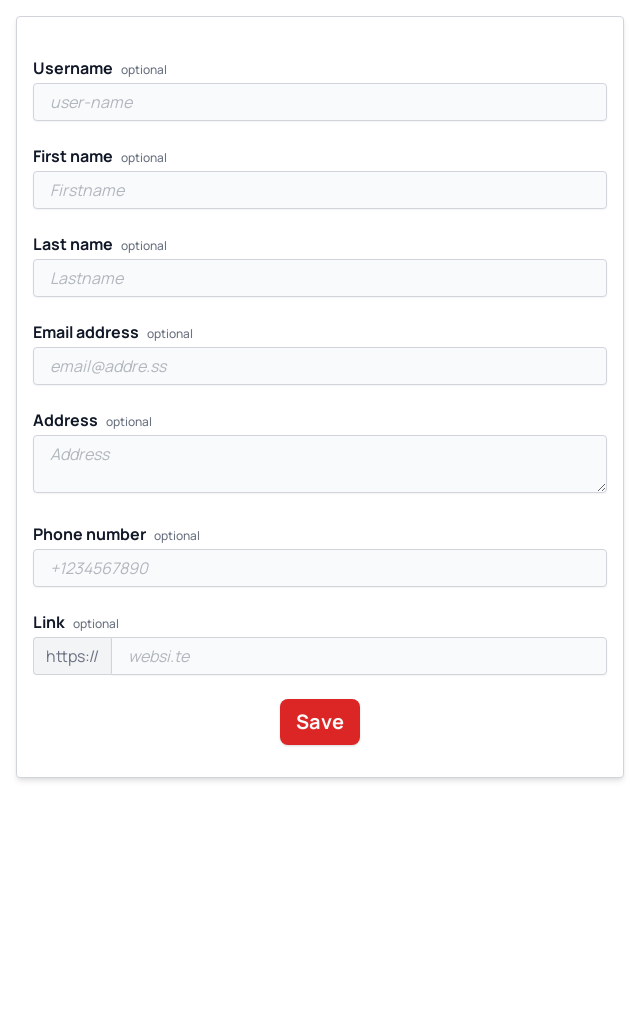 Username optional
user-name
First name optional
Firstname
Last name optional
Lastname
Email address optional
email@addre.ss
Address optional
Address
Phone number optional
+1234567890
Link optional
https:// websi.te
Save